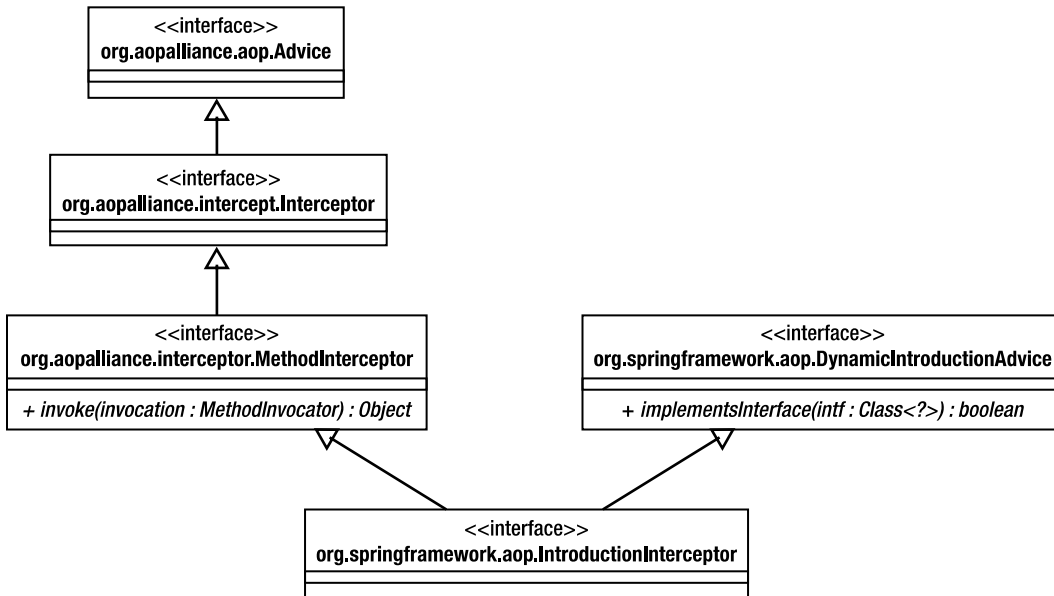 <<interface>>
org.aopalliance.aop.Advice
<<interface>>
org.aopalliance.intercept.Interceptor
<<interface>>
org.aopalliance.interceptor.MethodInterceptor
+ invoke(invocation : MethodInvocator) : Object
<<interface>>
org.springframework.aop.DynamicIntroductionAdvice
+ implementsInterface(intf : Class<?>) : boolean
<<interface>>
org.springframework.aop.IntroductionInterceptor